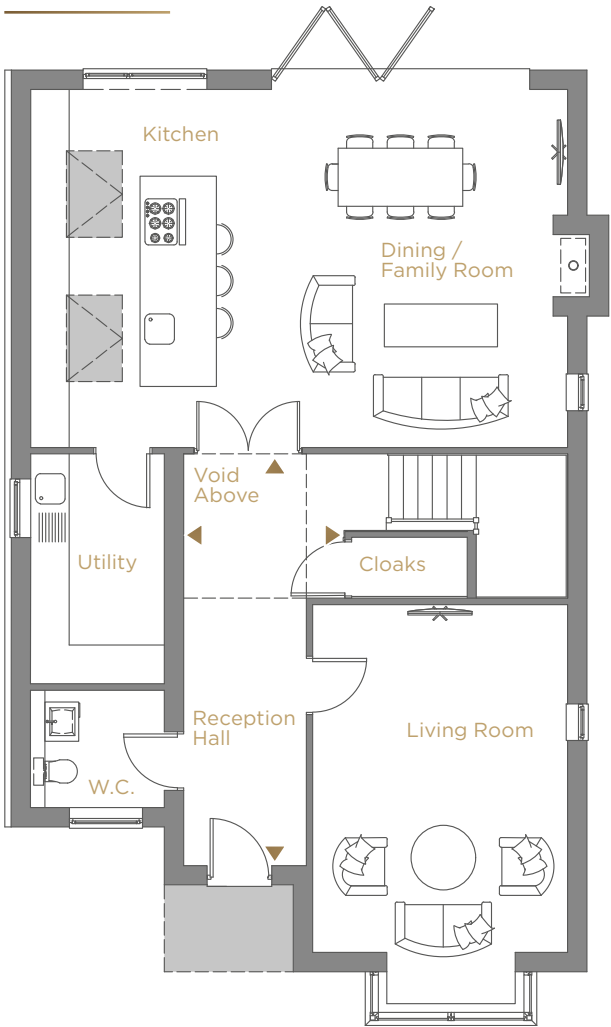 Kitchen
Dining /
Family Room
Void
Above
Utility
Cloaks
Reception
Hall
Living Room
W.C.